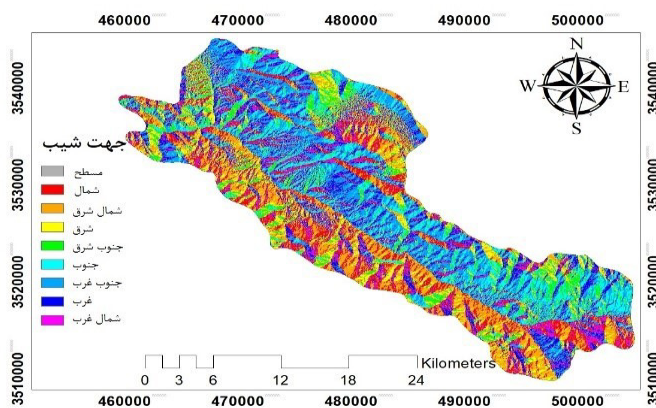 460000 470000 480000 490000 500000
3540000
3530000
3520000
3510000
3540000
3530000
3520000
3510000
N
W E
S
جهت شیب
مسطح
شمال
شمال شرق
شرق
جنوب شرق
جنوب
جنوب غرب
غرب
شمال غرب
Kilometers
0 3 6 12 18 24
460000 470000 480000 490000 500000